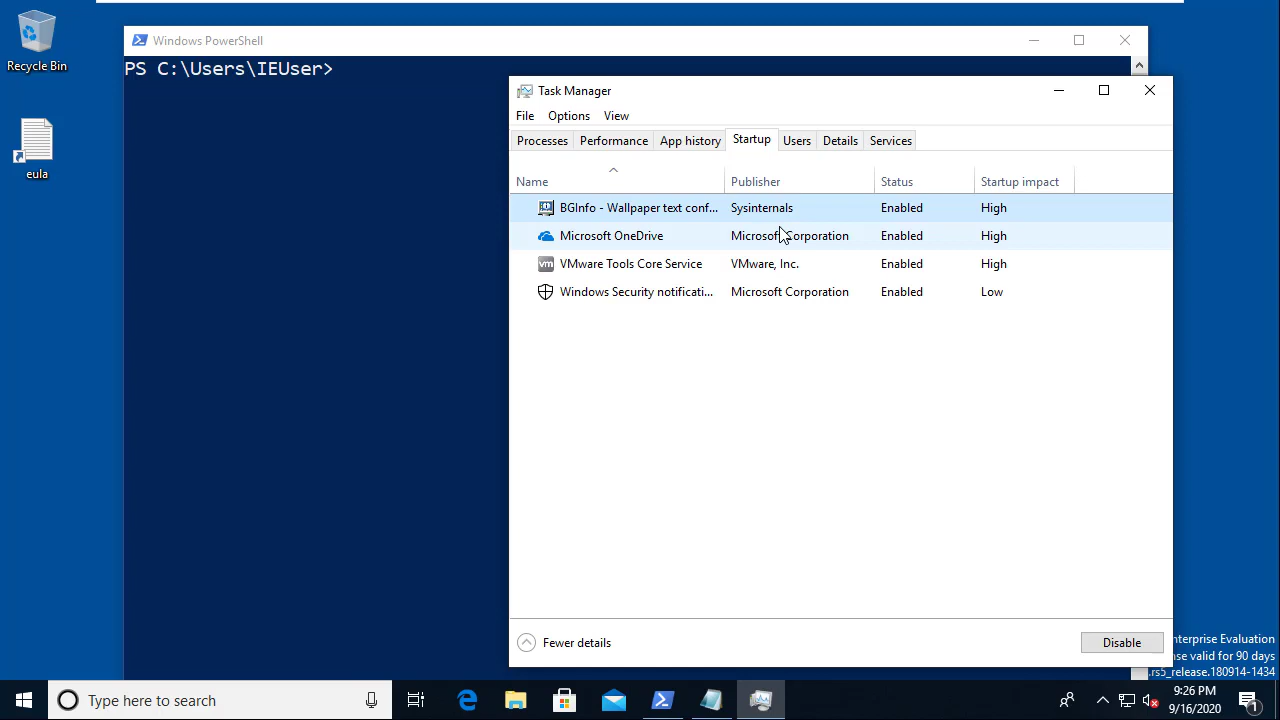 Recycle Bin
eula
Windows PowerShell
PS C:\Users\IEUser>
Task Manager
File Options View
Processes Performance App history Startup Users Details Services
Name Publisher Status Startup impact
BGInfo - Wallpaper text conf... Sysinternals Enabled High
Microsoft OneDrive Microsoft Corporation Enabled High
vm VMware Tools Core Service VMware, Inc. Enabled High
Windows Security notificati... Microsoft Corporation Enabled Low
Fewer details Disable
nterprise Evaluation
se valid for 90 days
.rs5_release.180914-1434
Type here to search
9:26 PM
9/16/2020
1